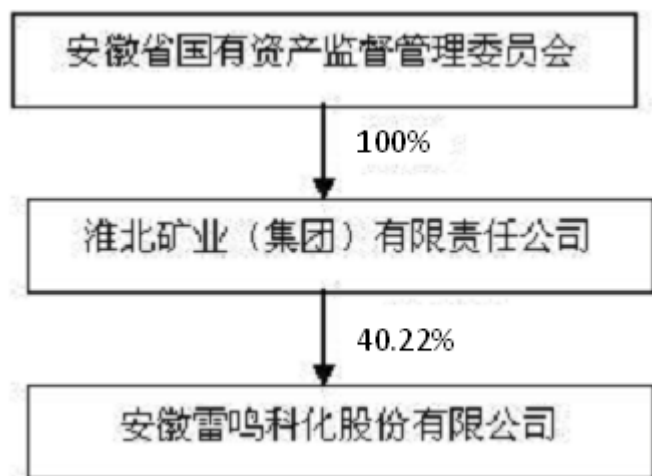 安徽省国有资产监督管理委员会
100%
淮北矿业（集团）有限责任公司
40.22%
安徽雷鸣科化股份有限公司